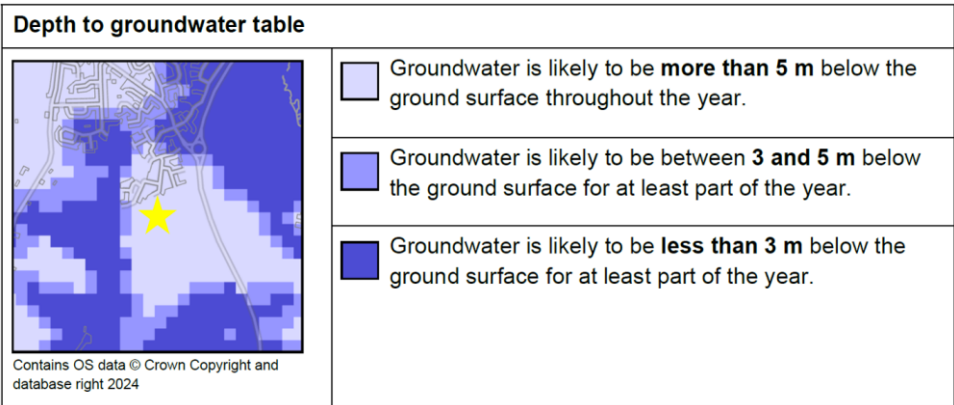 Depth to groundwater table
Groundwater is likely to be more than 5 m below the
ground surface throughout the year.
Groundwater is likely to be between 3 and 5 m below
the ground surface for at least part of the year.
Groundwater is likely to be less than 3 m below the
ground surface for at least part of the year.
Contains OS data © Crown Copyright and
database right 2024